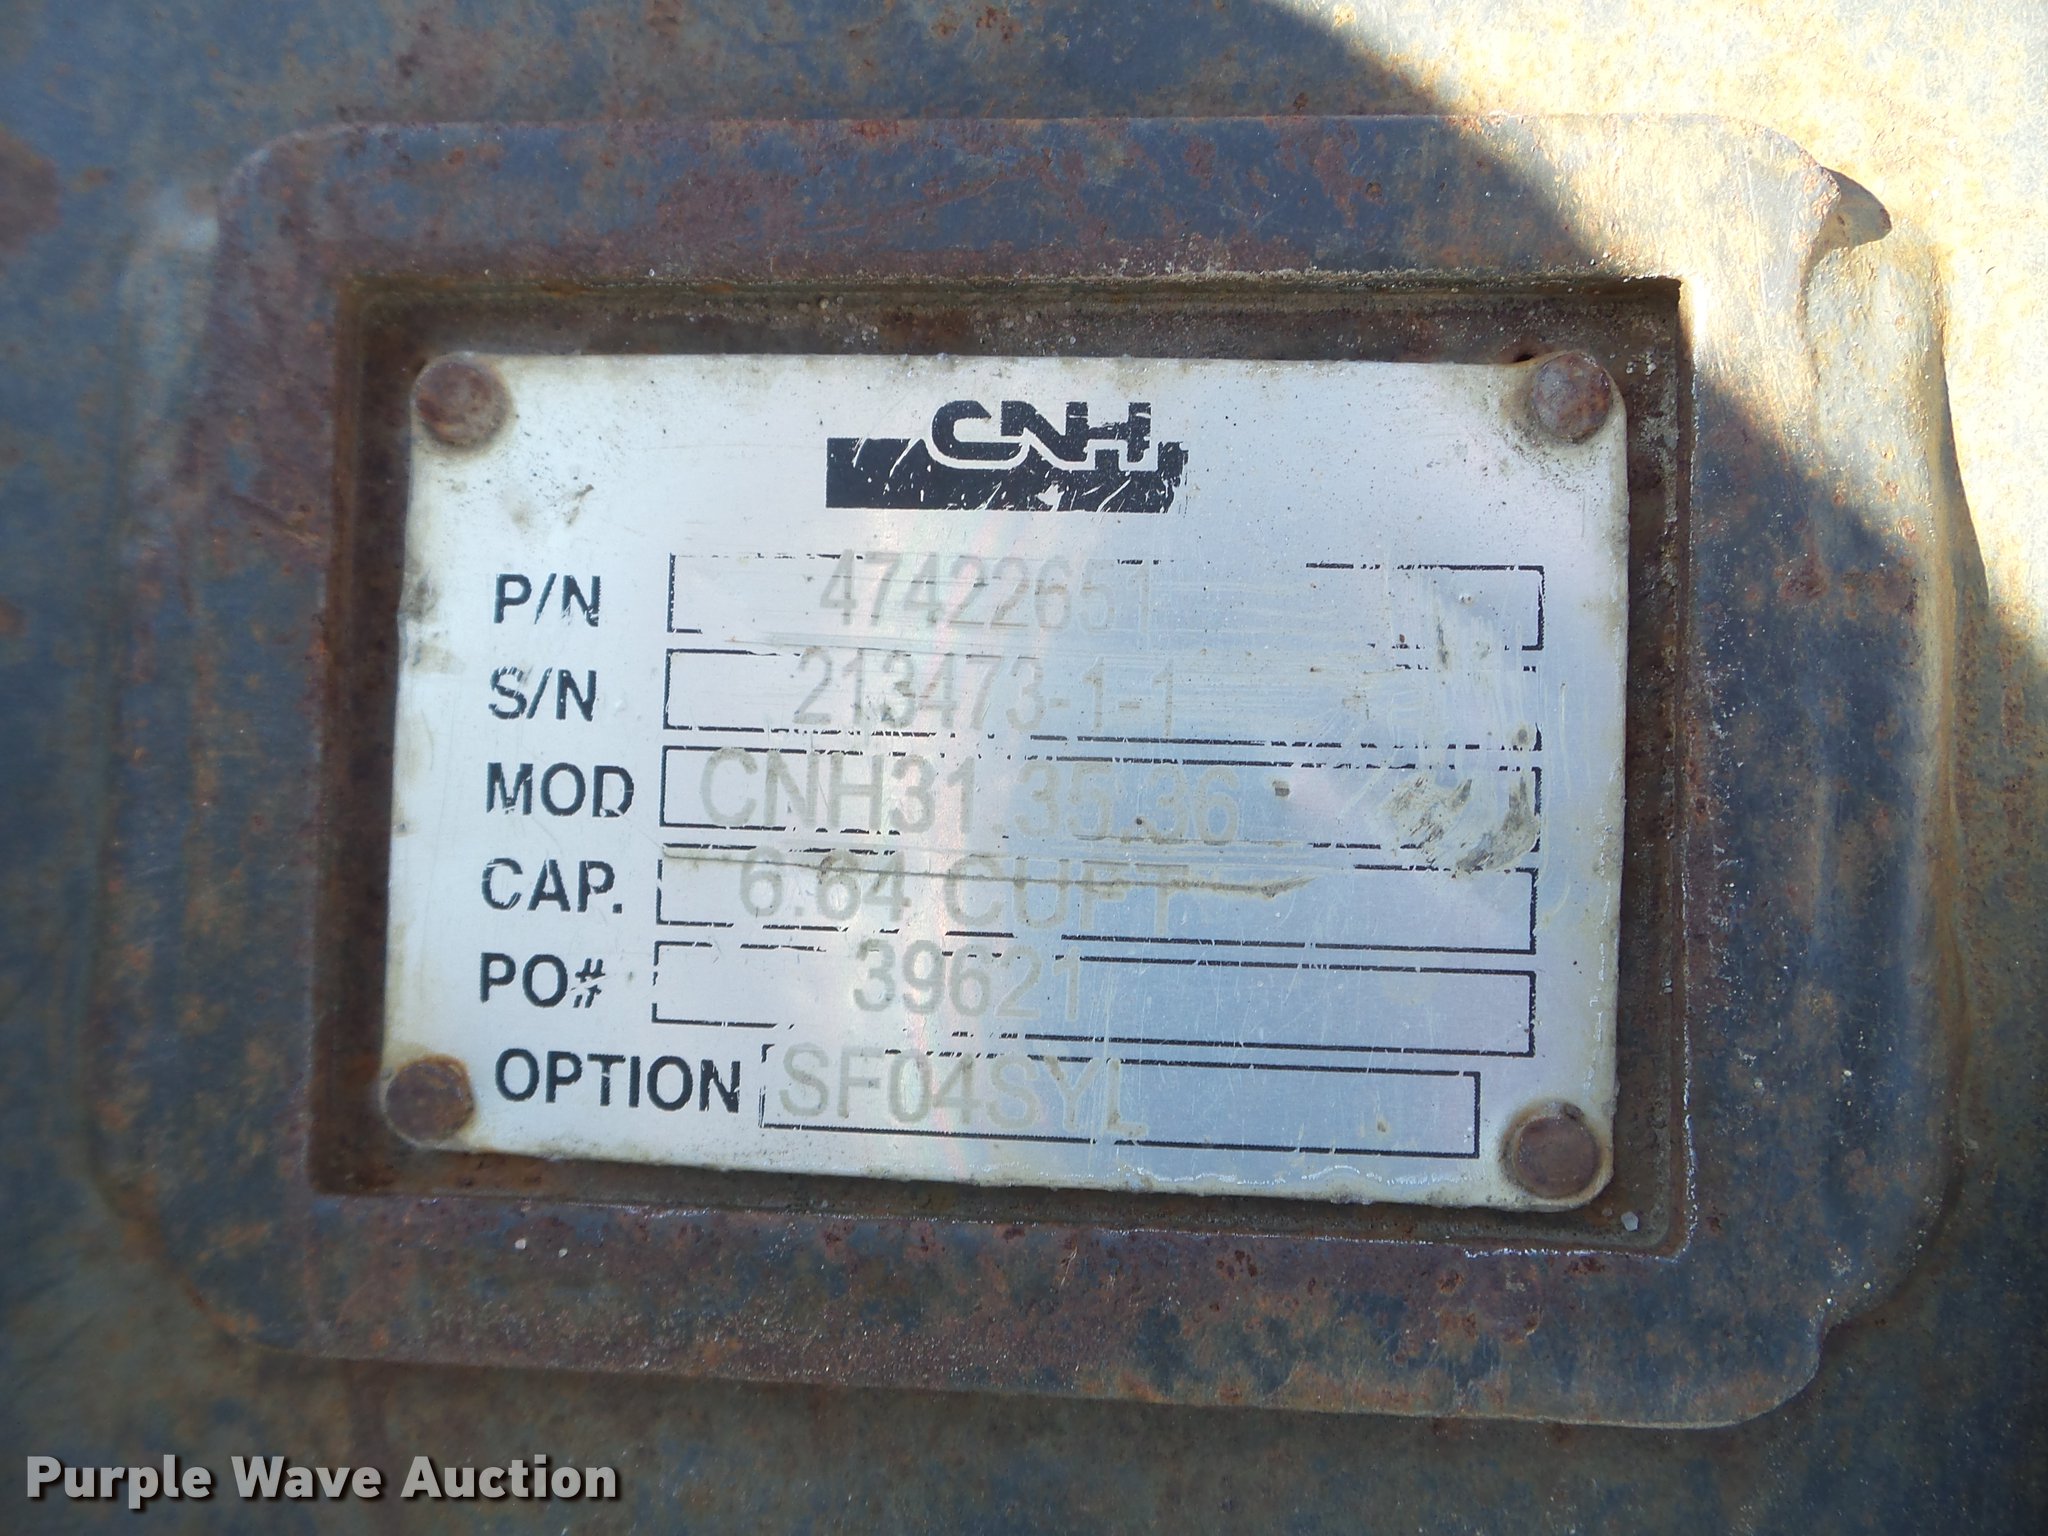 CNH
P/N 47422651
S/N 213473-1-1
MOD CNH31.35.36
CAP. 6.64 CUFT
PO# 39621
OPTION SF04SYL
Purple Wave Auction